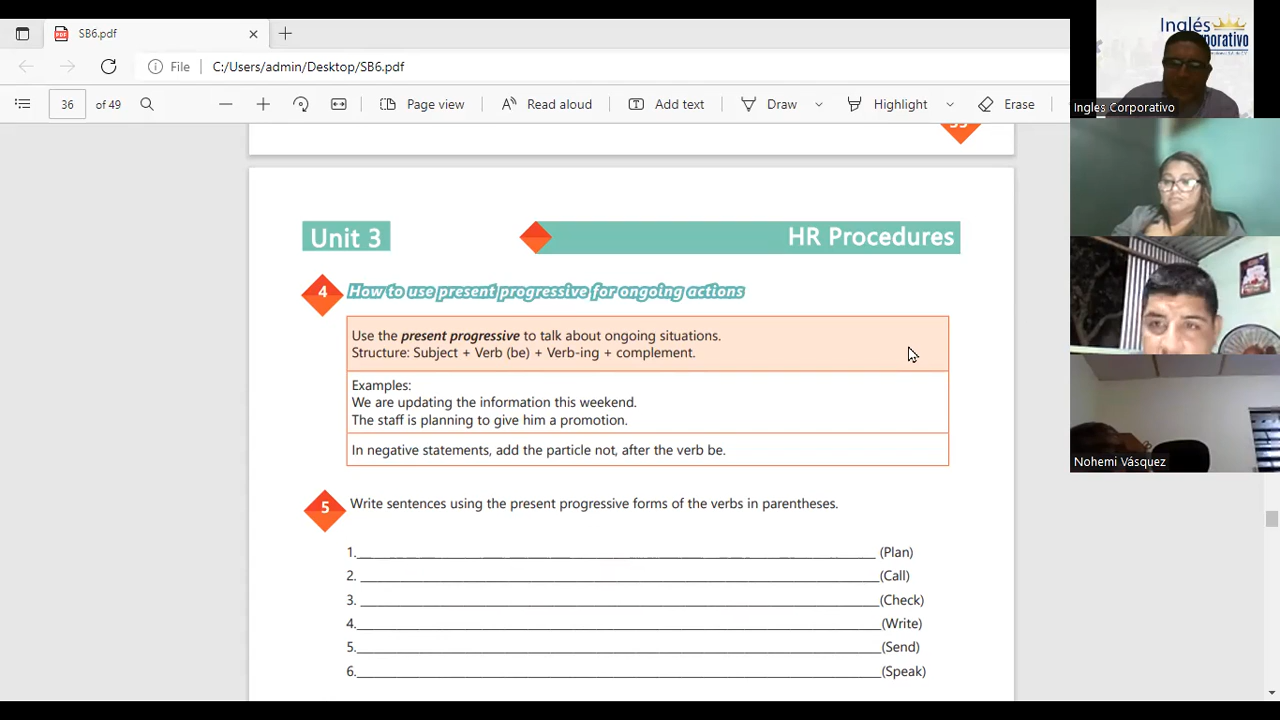 SB6.pdf
File
C:/Users/admin/Desktop/SB6.pdf
36
of 49
Page view
Read aloud
Add text
Draw
Highlight
Erase
Inglés
Ingles Corporativo
Unit 3
HR Procedures
4
How to use present progressive for ongoing actions
Use the present progressive to talk about ongoing situations.
Structure: Subject + Verb (be) + Verb-ing + complement.
Examples:
We are updating the information this weekend.
The staff is planning to give him a promotion.
In negative statements, add the particle not, after the verb be.
5
Write sentences using the present progressive forms of the verbs in parentheses.
1. (Plan)
2. (Call)
3. (Check)
4. (Write)
5. (Send)
6. (Speak)
Nohemi Vásquez